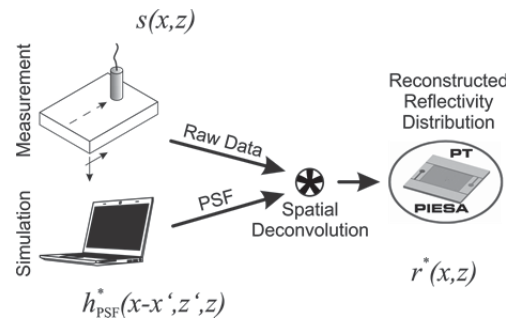 s(x,z)
Measurement
Raw Data
Reconstructed
Reflectivity
Distribution
PT
PIESA
Simulation
PSF
Spatial
Deconvolution
h*PSF(x-x‘,z‘,z)
r*(x,z)